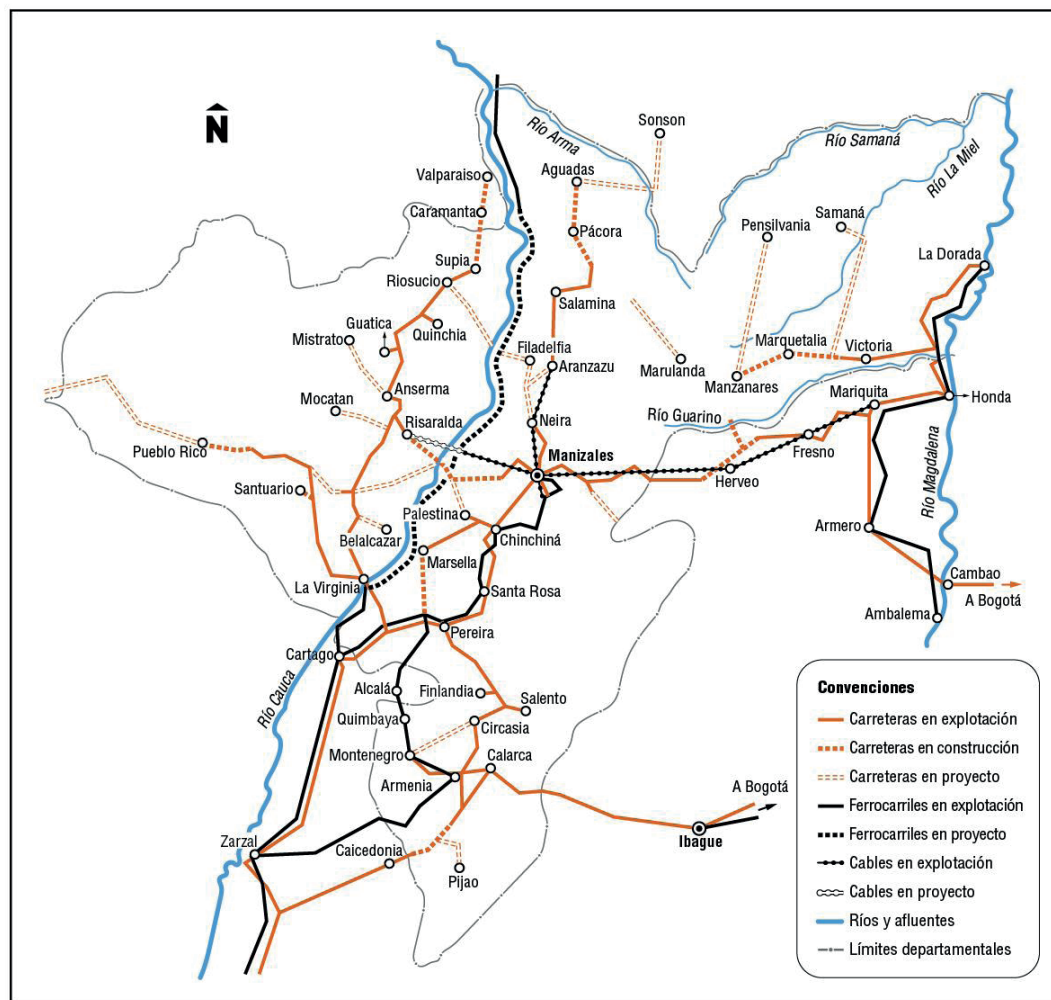 N
Río Arma
Sonson
Río Samaná
Río La Miel
Valparaiso
Aguadas
Caramanta
Pácora
Pensilvania
Samaná
La Dorada
Supia
Riosucio
Salamina
Guatica
Quinchia
Mistrato
Filadelfia
Aranzazu
Marulanda
Marquetalia
Victoria
Manzanares
Anserma
Mocatan
Risaralda
Neira
Río Guarino
Mariquita
Honda
Pueblo Rico
Manizales
Fresno
Herveo
Santuario
Palestina
Río Magdalena
Belalcazar
Chinchiná
Armero
Marsella
La Virginia
Santa Rosa
Cambao
A Bogotá
Ambalema
Pereira
Cartago
Río Cauca
Alcalá
Finlandia
Salento
Quimbaya
Circasia
Montenegro
Calarca
Armenia
A Bogotá
Ibague
Zarzal
Caicedonia
Pijao
Convenciones
Carreteras en explotación
Carreteras en construcción
Carreteras en proyecto
Ferrocarriles en explotación
Ferrocarriles en proyecto
Cables en explotación
Cables en proyecto
Ríos y afluentes
Límites departamentales